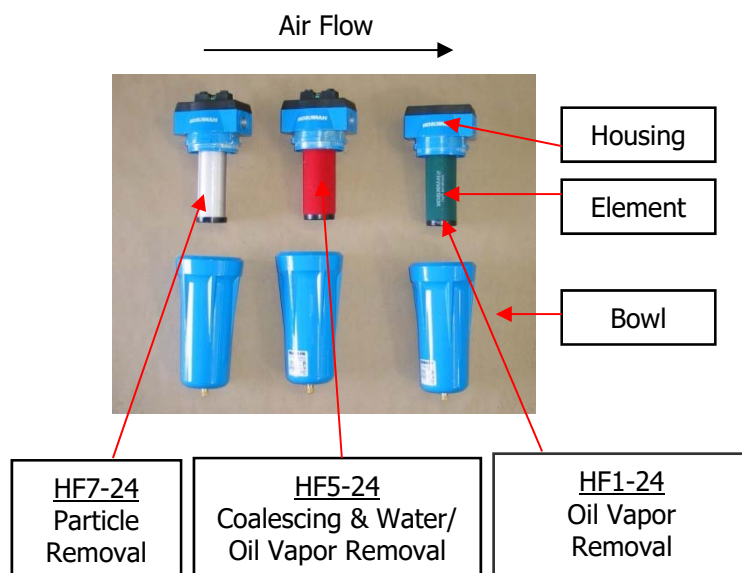 Air Flow
Housing
Element
Bowl
HF7-24
Particle
Removal
HF5-24
Coalescing & Water/
Oil Vapor Removal
HF1-24
Oil Vapor
Removal